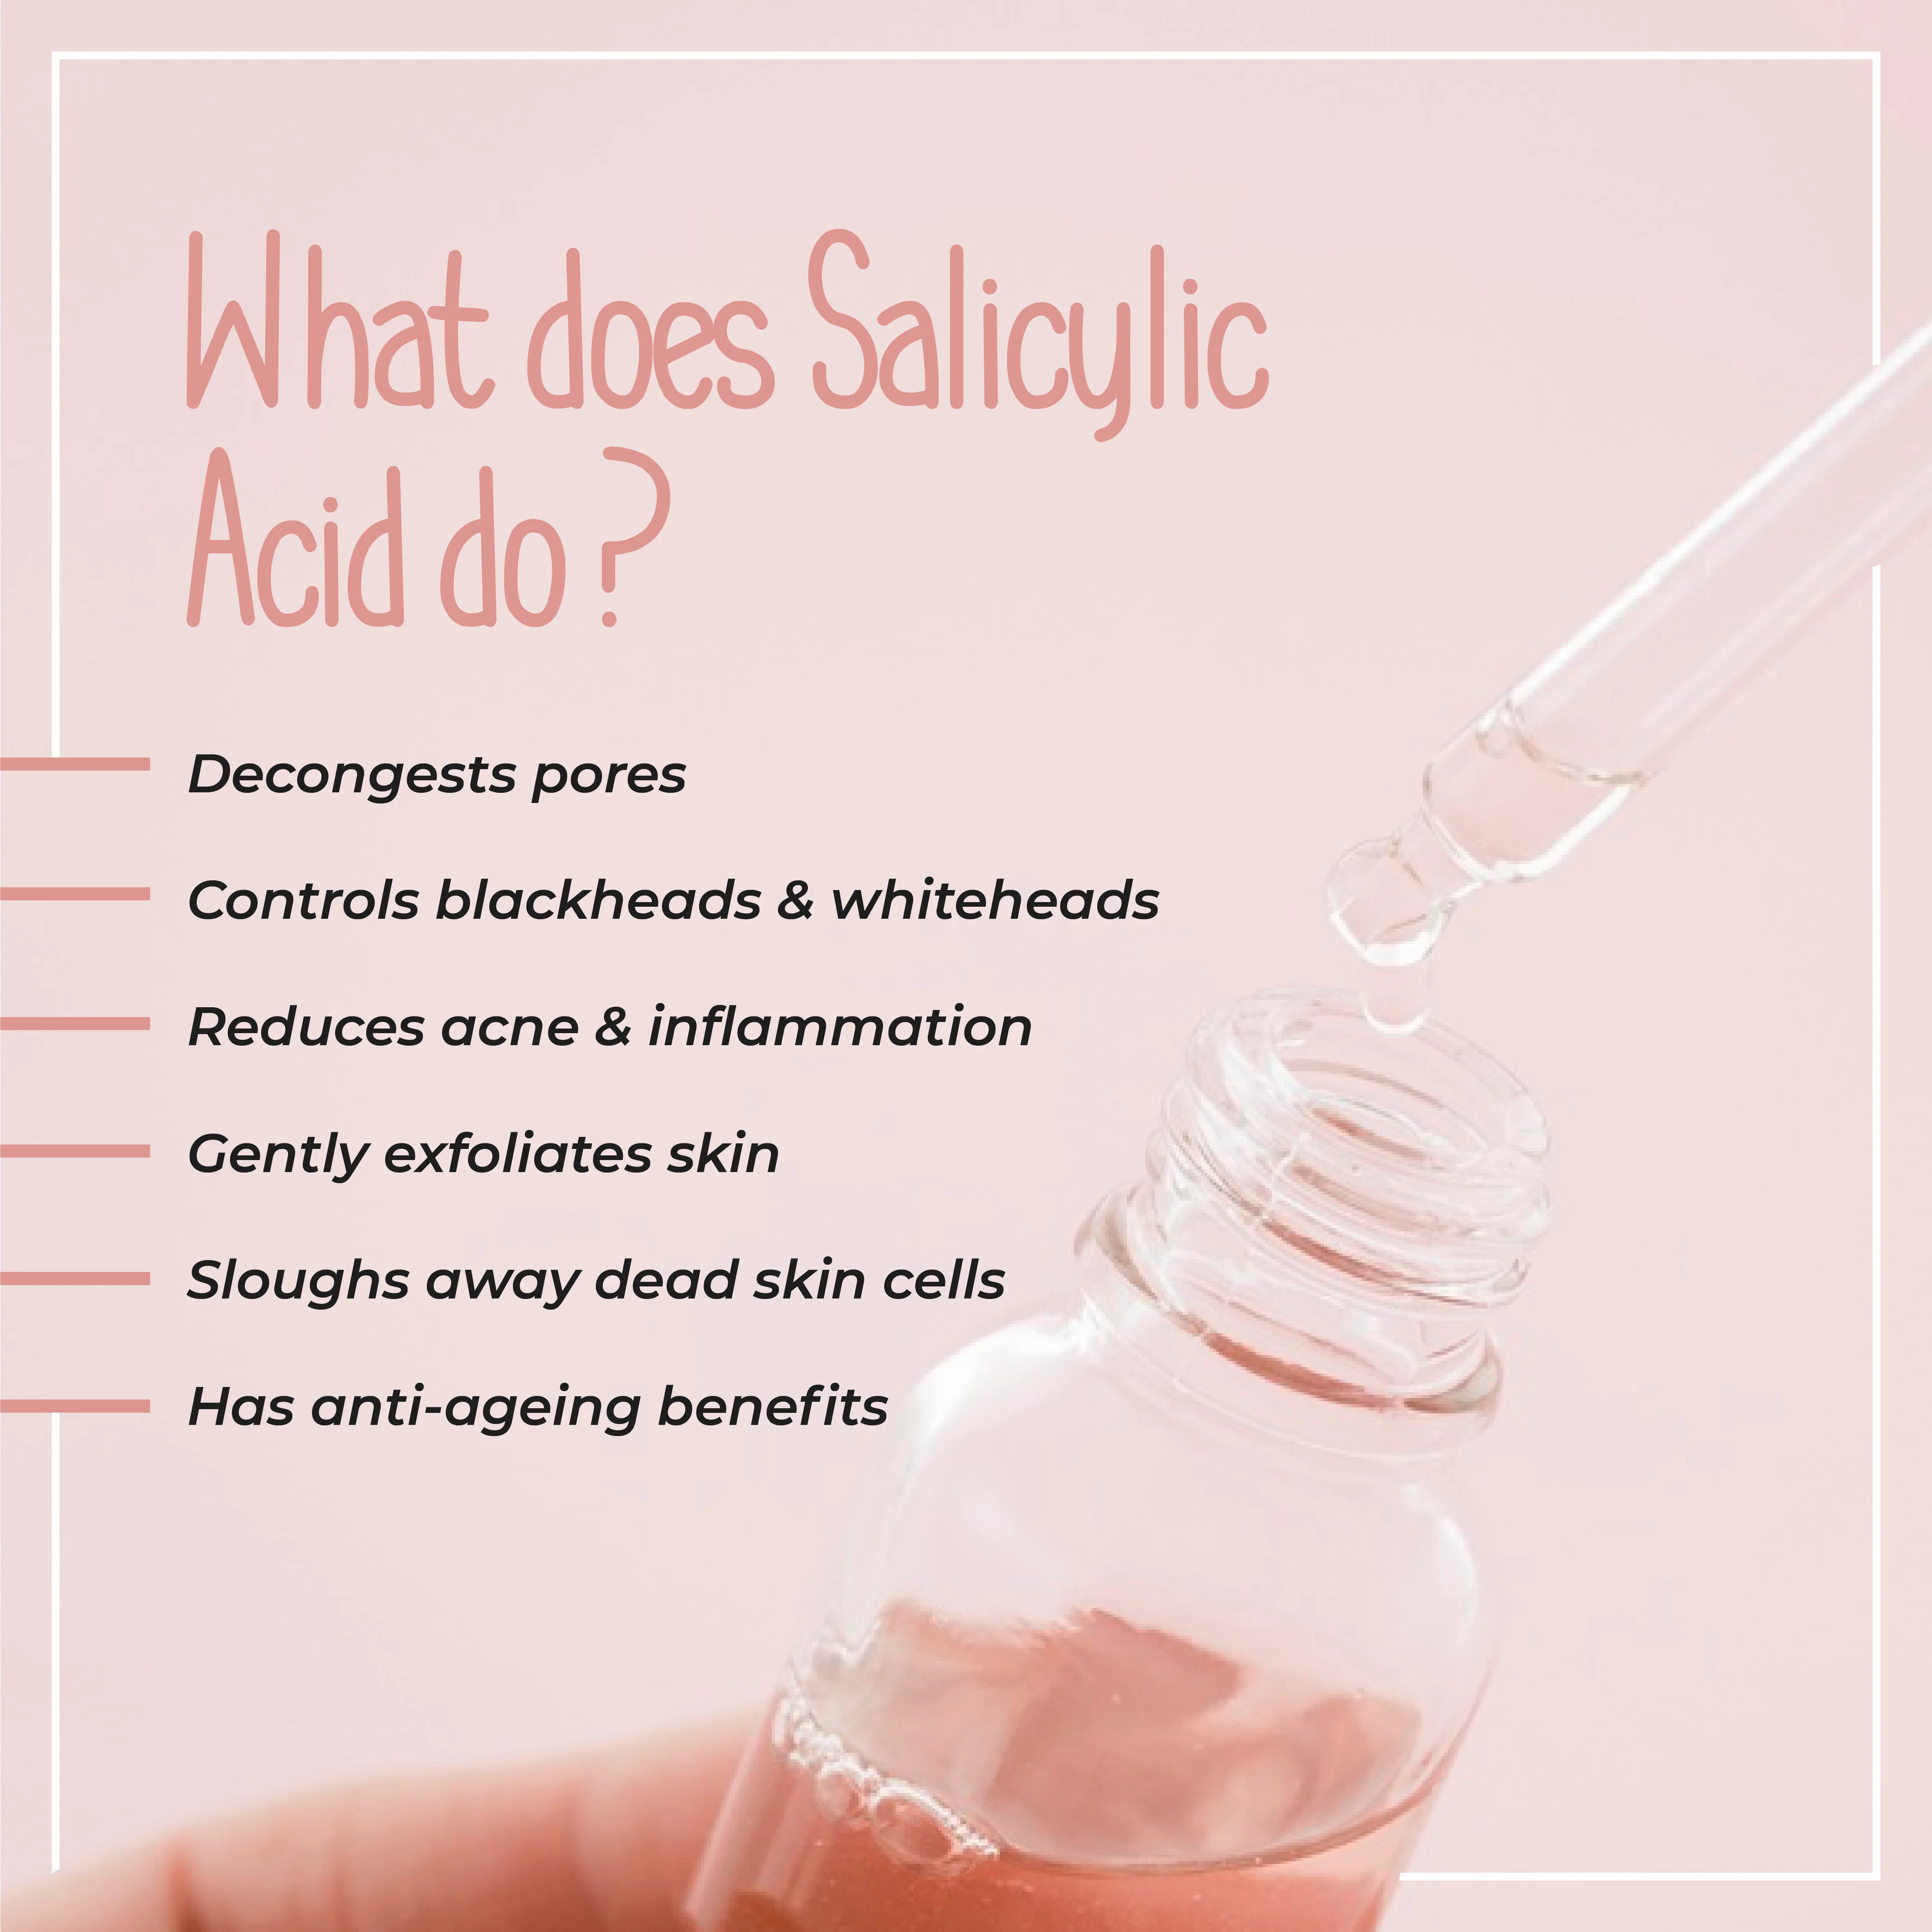 What does Salicylic
Acid do?
Decongests pores
Controls blackheads & whiteheads
Reduces acne & inflammation
Gently exfoliates skin
Sloughs away dead skin cells
Has anti-ageing benefits